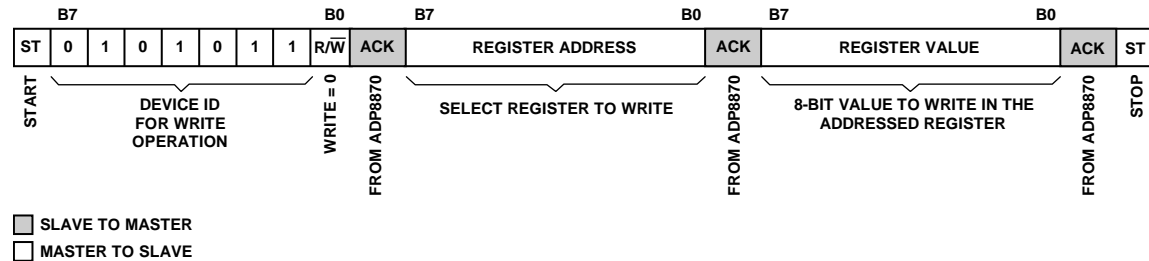 B7 B0 B7 B0 B7 B0
ST 0 1 0 1 0 1 1 R/W̅ ACK REGISTER ADDRESS ACK REGISTER VALUE ACK ST
START
DEVICE ID
FOR WRITE
OPERATION
WRITE = 0
FROM ADP8870
SELECT REGISTER TO WRITE
FROM ADP8870
8-BIT VALUE TO WRITE IN THE
ADDRESSED REGISTER
FROM ADP8870
STOP
SLAVE TO MASTER
MASTER TO SLAVE